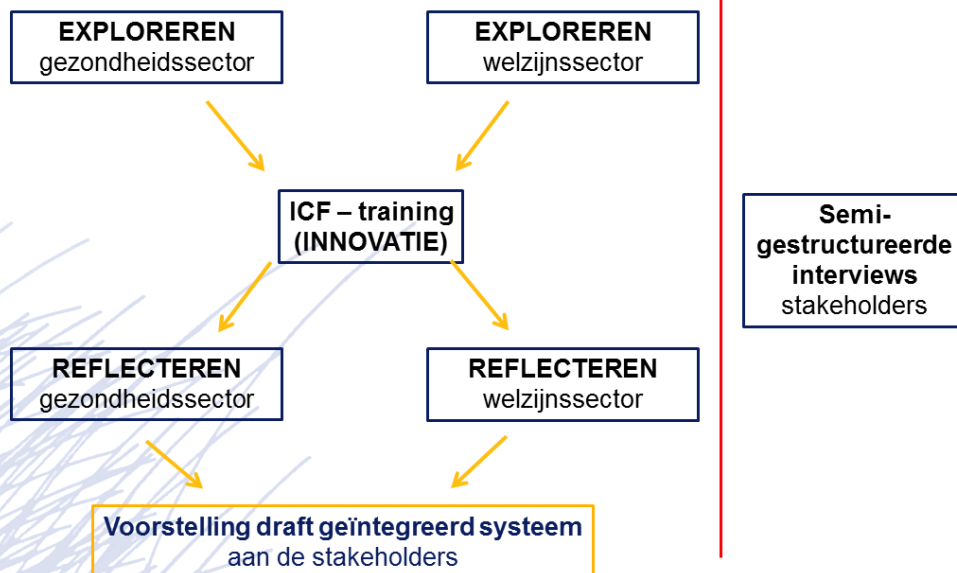 EXPLOREREN
gezondheidssector
EXPLOREREN
welzijnssector
ICF – training
(INNOVATIE)
REFLECTEREN
gezondheidssector
REFLECTEREN
welzijnssector
Voorstelling draft geïntegreerd systeem
aan de stakeholders
Semi-
gestructureerde
interviews
stakeholders